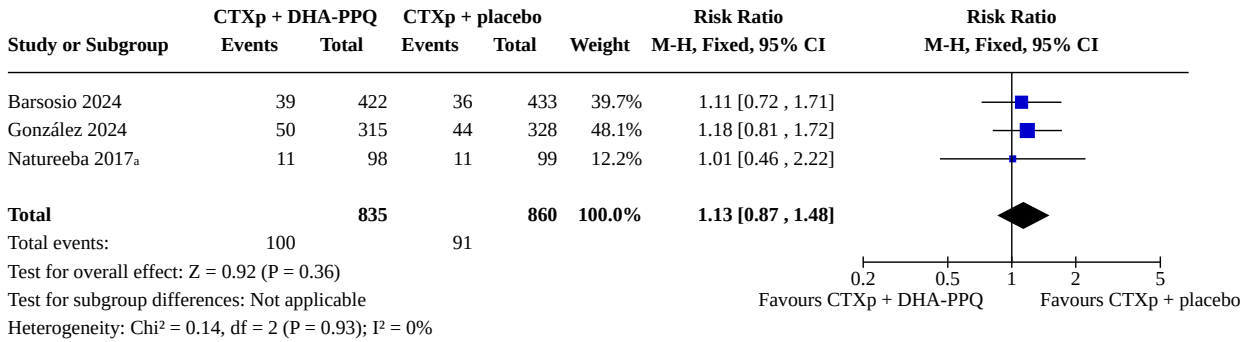 CTXp + DHA-PPQ CTXp + placebo Risk Ratio Risk Ratio
Study or Subgroup Events Total Events Total Weight M-H, Fixed, 95% CI M-H, Fixed, 95% CI
Barsosio 2024 39 422 36 433 39.7% 1.11 [0.72 , 1.71]
González 2024 50 315 44 328 48.1% 1.18 [0.81 , 1.72]
Natureeba 2017a 11 98 11 99 12.2% 1.01 [0.46 , 2.22]
Total 835 860 100.0% 1.13 [0.87 , 1.48]
Total events: 100 91
Test for overall effect: Z = 0.92 (P = 0.36)
Test for subgroup differences: Not applicable
Heterogeneity: Chi² = 0.14, df = 2 (P = 0.93); I² = 0%
0.2 0.5 1 2 5
Favours CTXp + DHA-PPQ Favours CTXp + placebo